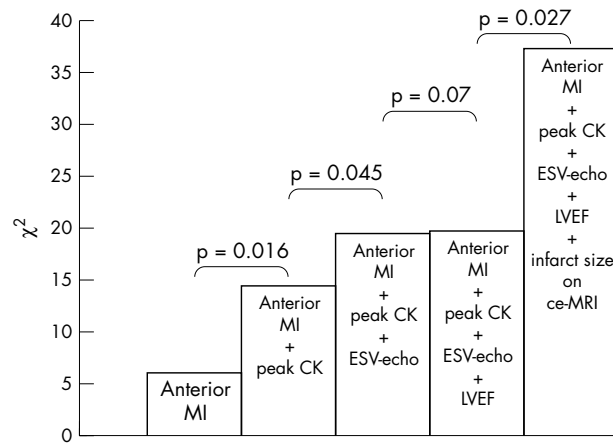 χ²
40
35
30
25
20
15
10
5
0
p = 0.016
p = 0.045
p = 0.07
p = 0.027
Anterior
MI
Anterior
MI
+
peak CK
Anterior
MI
+
peak CK
+
ESV-echo
Anterior
MI
+
peak CK
+
ESV-echo
+
LVEF
Anterior
MI
+
peak CK
+
ESV-echo
+
LVEF
+
infarct size
on
ce-MRI